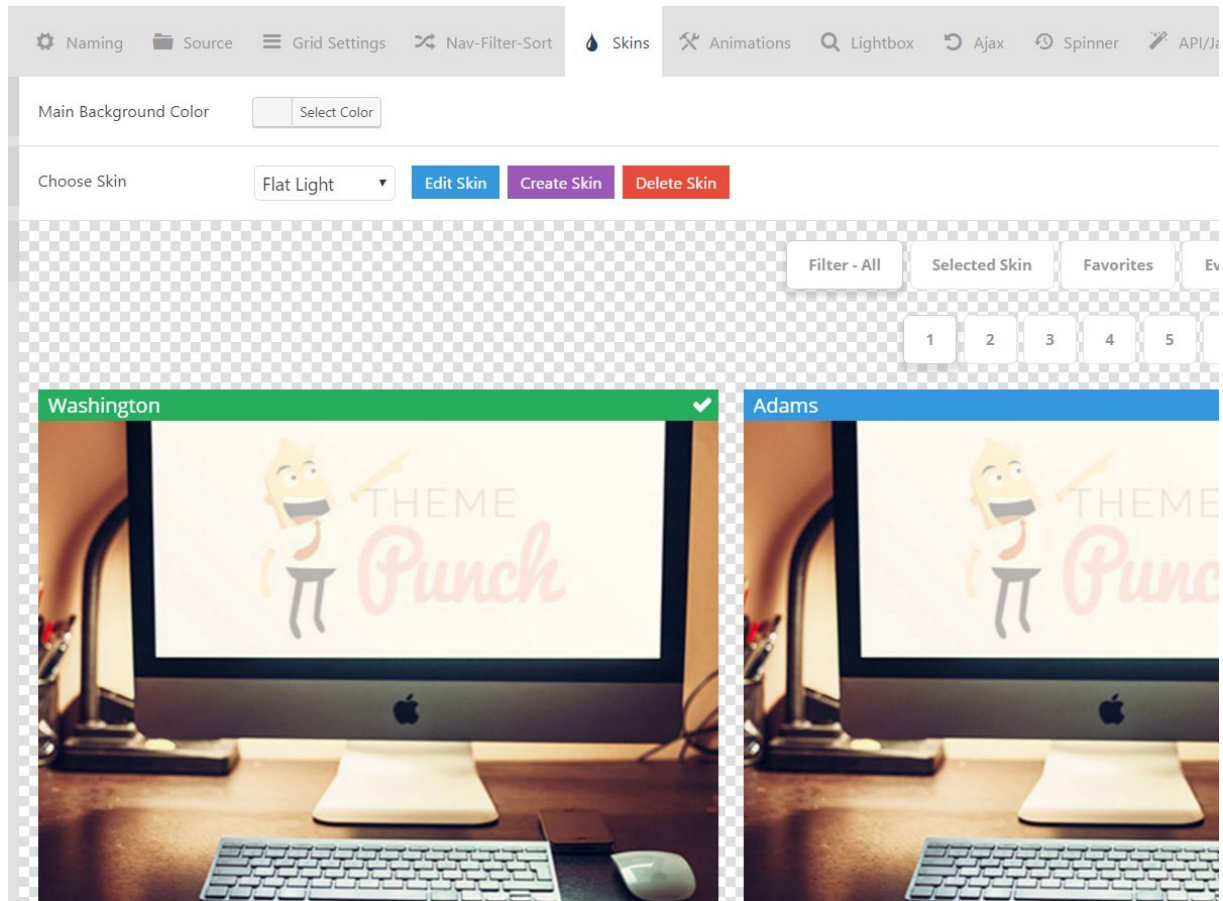 Naming Source Grid Settings Nav-Filter-Sort Skins Animations Lightbox Ajax Spinner
Main Background Color Select Color
Choose Skin Flat Light Edit Skin Create Skin Delete Skin
Filter - All Selected Skin Favorites
1 2 3 4 5
Washington Adams
THEME THEME
Punch